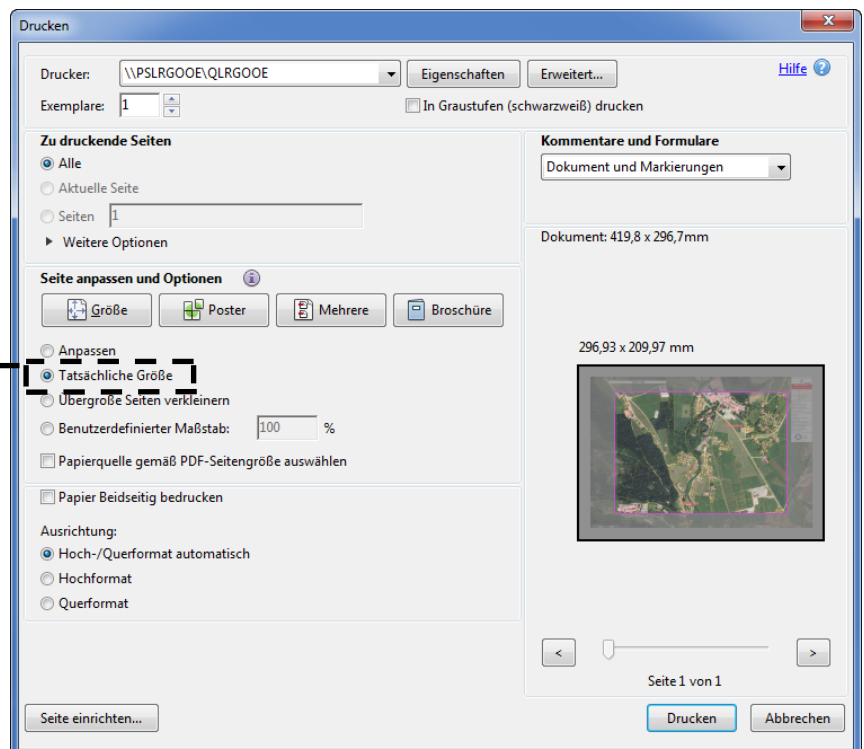 Drucken
Drucker: \\PSLRGOOE\QLRGOOE Eigenschaften Erweitert... Hilfe
Exemplare: 1 In Graustufen (schwarzweiß) drucken
Zu druckende Seiten
Alle
Aktuelle Seite
Seiten 1
Weitere Optionen
Kommentare und Formulare
Dokument und Markierungen
Seite anpassen und Optionen
Größe Poster Mehrere Broschüre
Anpassen
Tatsächliche Größe
Übergroße Seiten verkleinern
Benutzerdefinierter Maßstab: 100 %
Papierquelle gemäß PDF-Seitengröße auswählen
Papier Beidseitig bedrucken
Ausrichtung:
Hoch-/Querformat automatisch
Hochformat
Querformat
Dokument: 419,8 x 296,7mm
296,93 x 209,97 mm
< >
Seite 1 von 1
Seite einrichten... Drucken Abbrechen